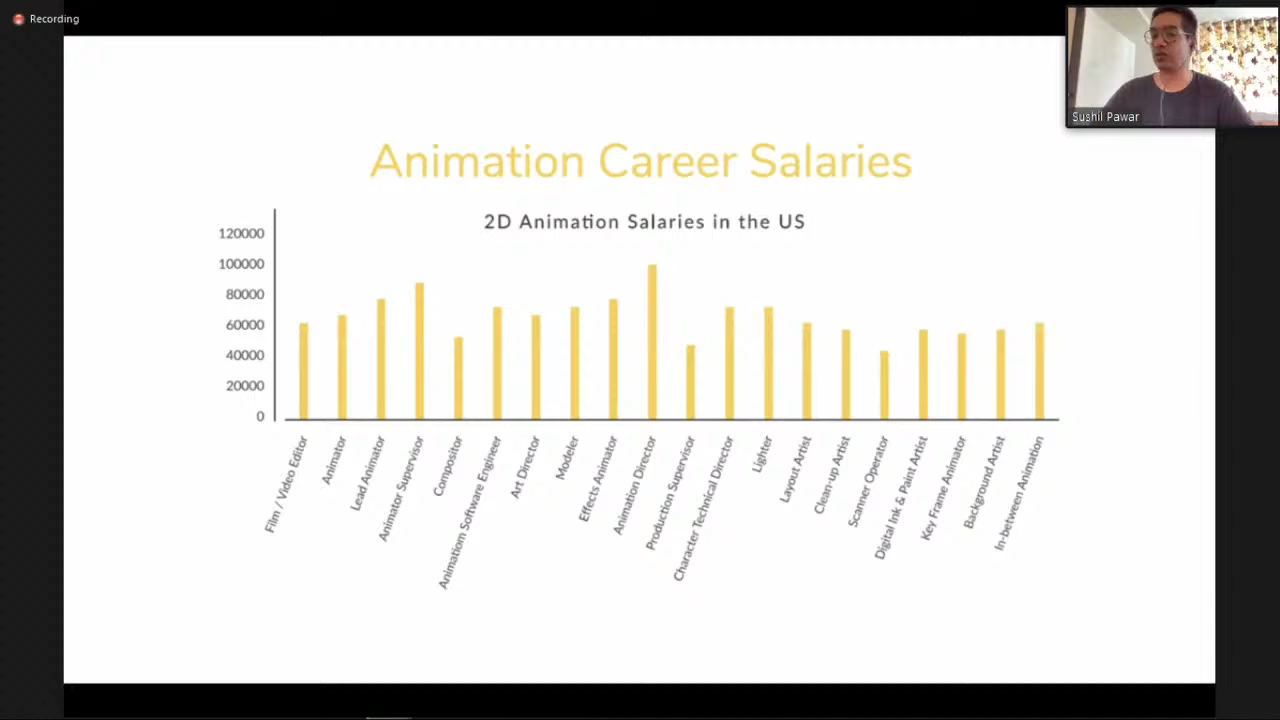 Recording
Sushil Pawar
Animation Career Salaries
2D Animation Salaries in the US
120000
100000
80000
60000
40000
20000
0
Film / Video Editor
Animator
Lead Animator
Animator Supervisor
Compositor
Animatiom Software Engineer
Art Director
Modeler
Effects Animator
Animation Director
Production Supervisor
Character Technical Director
Lighter
Layout Artist
Clean-up Artist
Scanner Operator
Digital Ink & Paint Artist
Key Frame Animator
Background Artist
In-between Animation